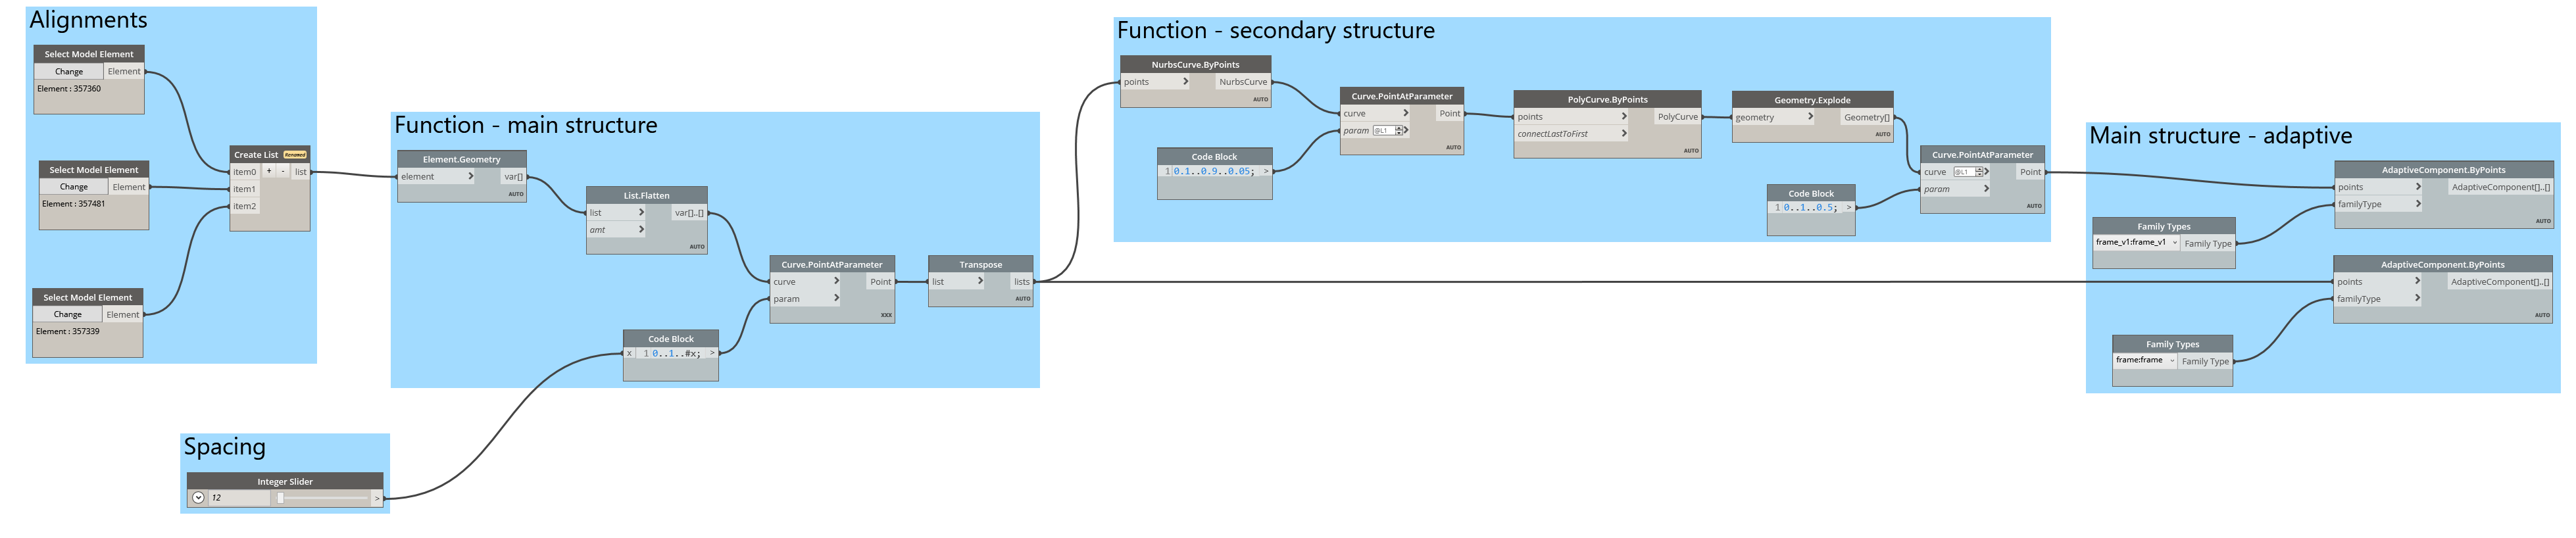 Alignments
Select Model Element
Change Element
Element : 357360
Select Model Element
Change Element
Element : 357481
Select Model Element
Change Element
Element : 357339
Create List Renamed
item0 + - list
item1
item2
Function - main structure
Element.Geometry
element > var[]
AUTO
List.Flatten
list > var[]..[]
amt >
AUTO
Curve.PointAtParameter
curve > Point
param >
XXX
Transpose
list > lists
AUTO
Code Block
x 1 0..1..#x; >
Spacing
Integer Slider
12 >
Function - secondary structure
NurbsCurve.ByPoints
points > NurbsCurve
AUTO
Code Block
1 0.1..0.9..0.05; >
Curve.PointAtParameter
curve > Point
param @L1 >
AUTO
PolyCurve.ByPoints
points > PolyCurve
connectLastToFirst >
AUTO
Geometry.Explode
geometry > Geometry[]
AUTO
Code Block
1 0..1..0.5; >
Curve.PointAtParameter
curve @L1 > Point
param >
AUTO
Main structure - adaptive
AdaptiveComponent.ByPoints
points > AdaptiveComponent[]..[]
familyType >
AUTO
Family Types
frame_v1:frame_v1 Family Type
AdaptiveComponent.ByPoints
points > AdaptiveComponent[]..[]
familyType >
AUTO
Family Types
frame:frame Family Type